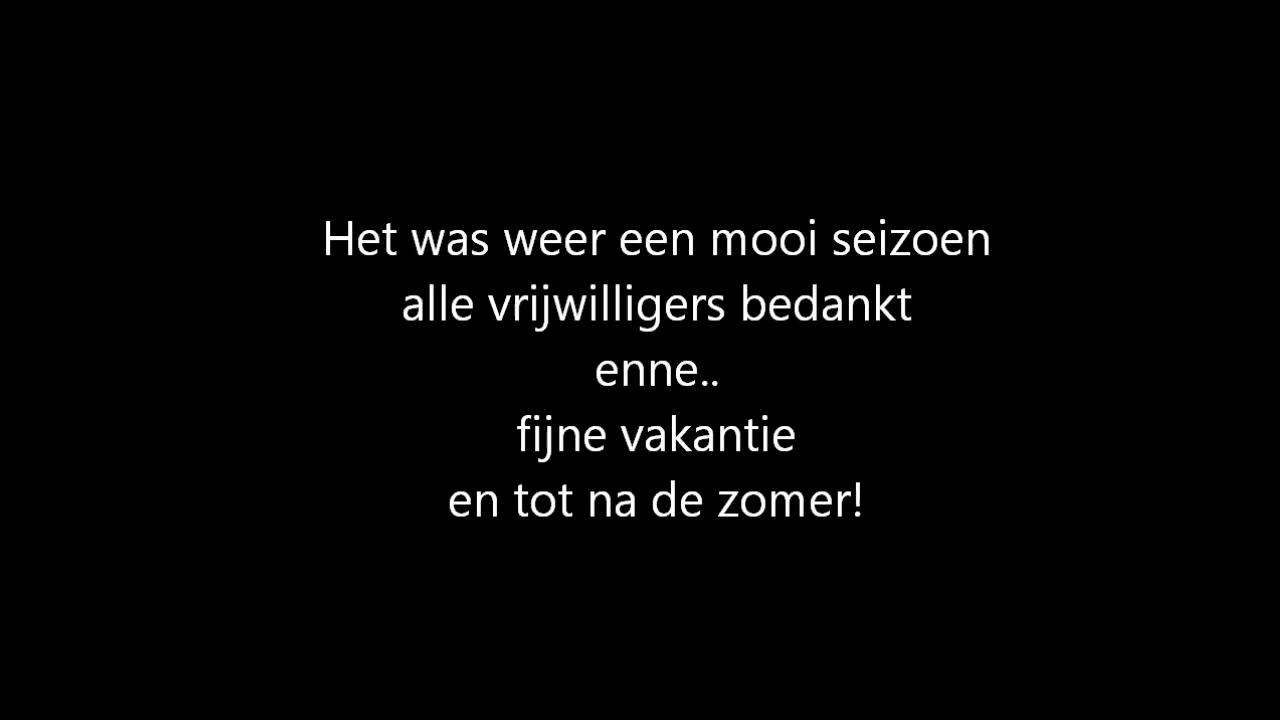 Het was weer een mooi seizoen
alle vrijwilligers bedankt
enne..
fijne vakantie
en tot na de zomer!